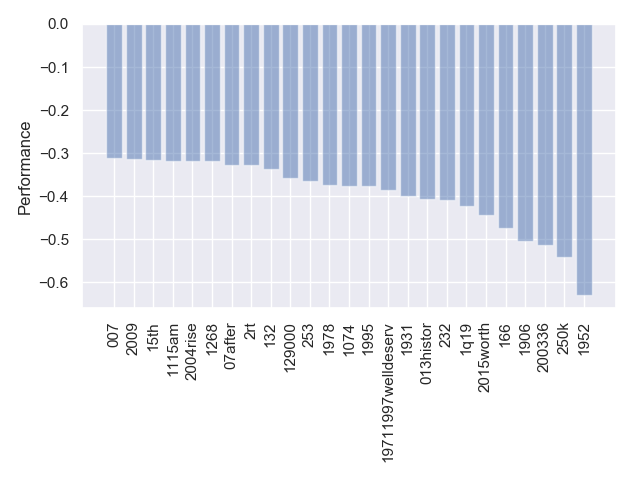 0.0
−0.1
−0.2
−0.3
−0.4
−0.5
−0.6
Performance
007
2009
15th
1115am
2004rise
1268
07after
2rt
132
129000
253
1978
1074
1995
19711997welldeserv
1931
013histor
232
1q19
2015worth
166
1906
200336
250k
1952